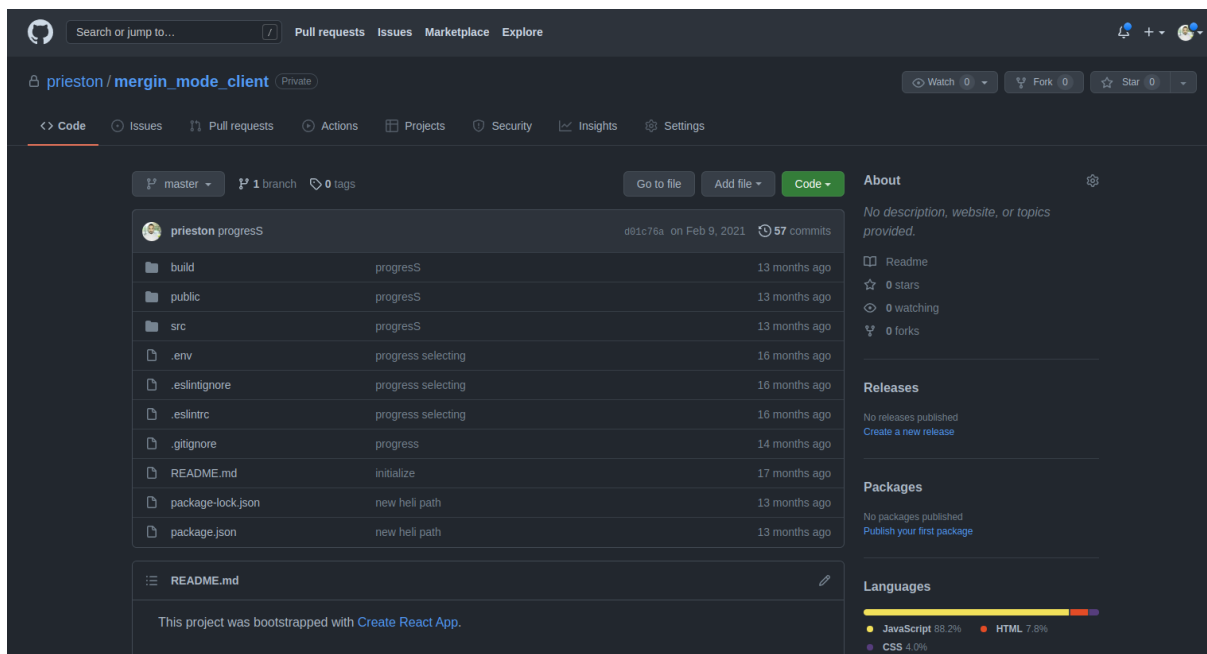 Search or jump to… / Pull requests Issues Marketplace Explore
prieston / mergin_mode_client Private Watch 0 Fork 0 Star 0
<> Code Issues Pull requests Actions Projects Security Insights Settings
master 1 branch 0 tags Go to file Add file Code
prieston progresS d01c76a on Feb 9, 2021 57 commits
build progresS 13 months ago
public progresS 13 months ago
src progresS 13 months ago
.env progress selecting 16 months ago
.eslintignore progress selecting 16 months ago
.eslintrc progress selecting 16 months ago
.gitignore progress 14 months ago
README.md initialize 17 months ago
package-lock.json new heli path 13 months ago
package.json new heli path 13 months ago
README.md
This project was bootstrapped with Create React App.
About
No description, website, or topics
provided.
Readme
0 stars
0 watching
0 forks
Releases
No releases published
Create a new release
Packages
No packages published
Publish your first package
Languages
JavaScript 88.2% HTML 7.8%
CSS 4.0%